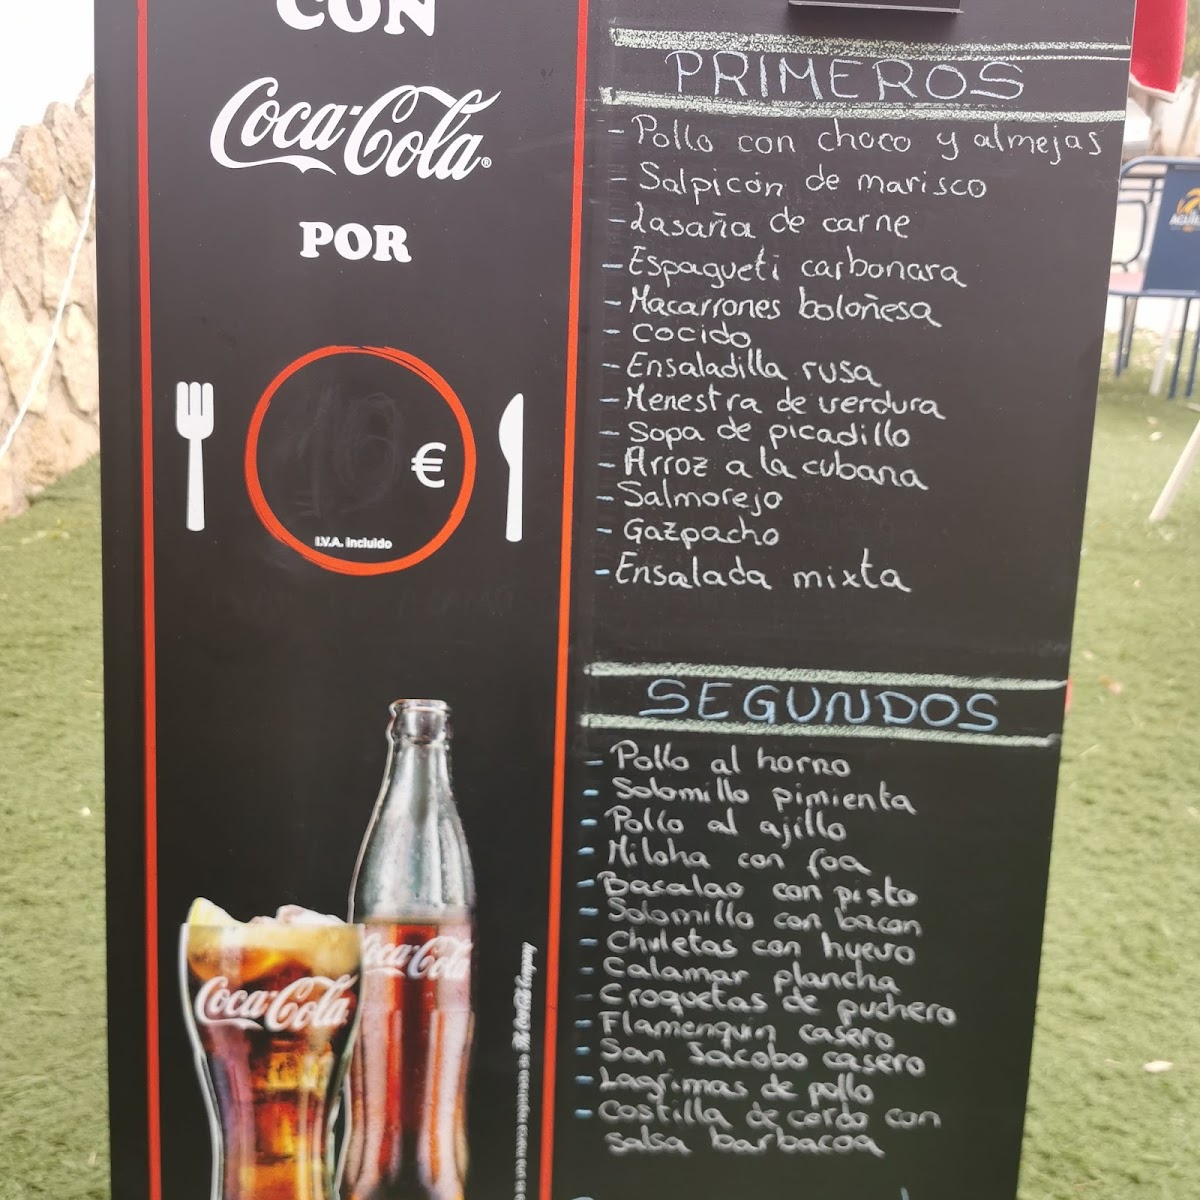 CON
Coca-Cola®
POR
€
I.V.A. incluido
Coca-Cola
Coca-Cola
PRIMEROS
- Pollo con choco y almejas
- Salpicón de marisco
- Lasaña de carne
- Espagueti carbonara
- Macarrones boloñesa
- Cocido
- Ensaladilla rusa
- Menestra de verdura
- Sopa de picadillo
- Arroz a la cubana
- Salmorejo
- Gazpacho
- Ensalada mixta
SEGUNDOS
- Pollo al horno
- Solomillo pimienta
- Pollo al ajillo
- Miloha con foa
- Bacalao con pisto
- Solomillo con bacon
- Chuletas con huevo
- Calamar plancha
- Croquetas de puchero
- Flamenquin casero
- San Jacobo casero
- Lagrimas de pollo
- Costilla de cerdo con
salsa barbacoa